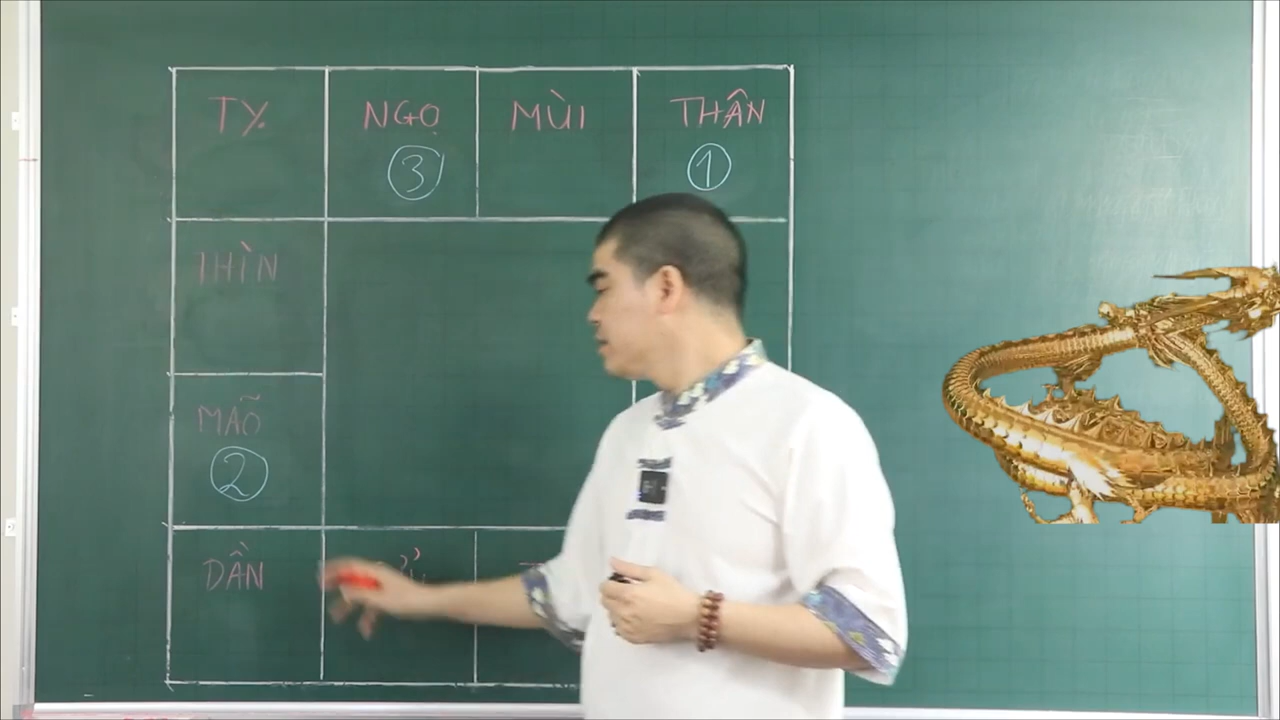 TỴ NGỌ MÙI THÂN
③ ①
THÌN
MÃO
②
DẦN